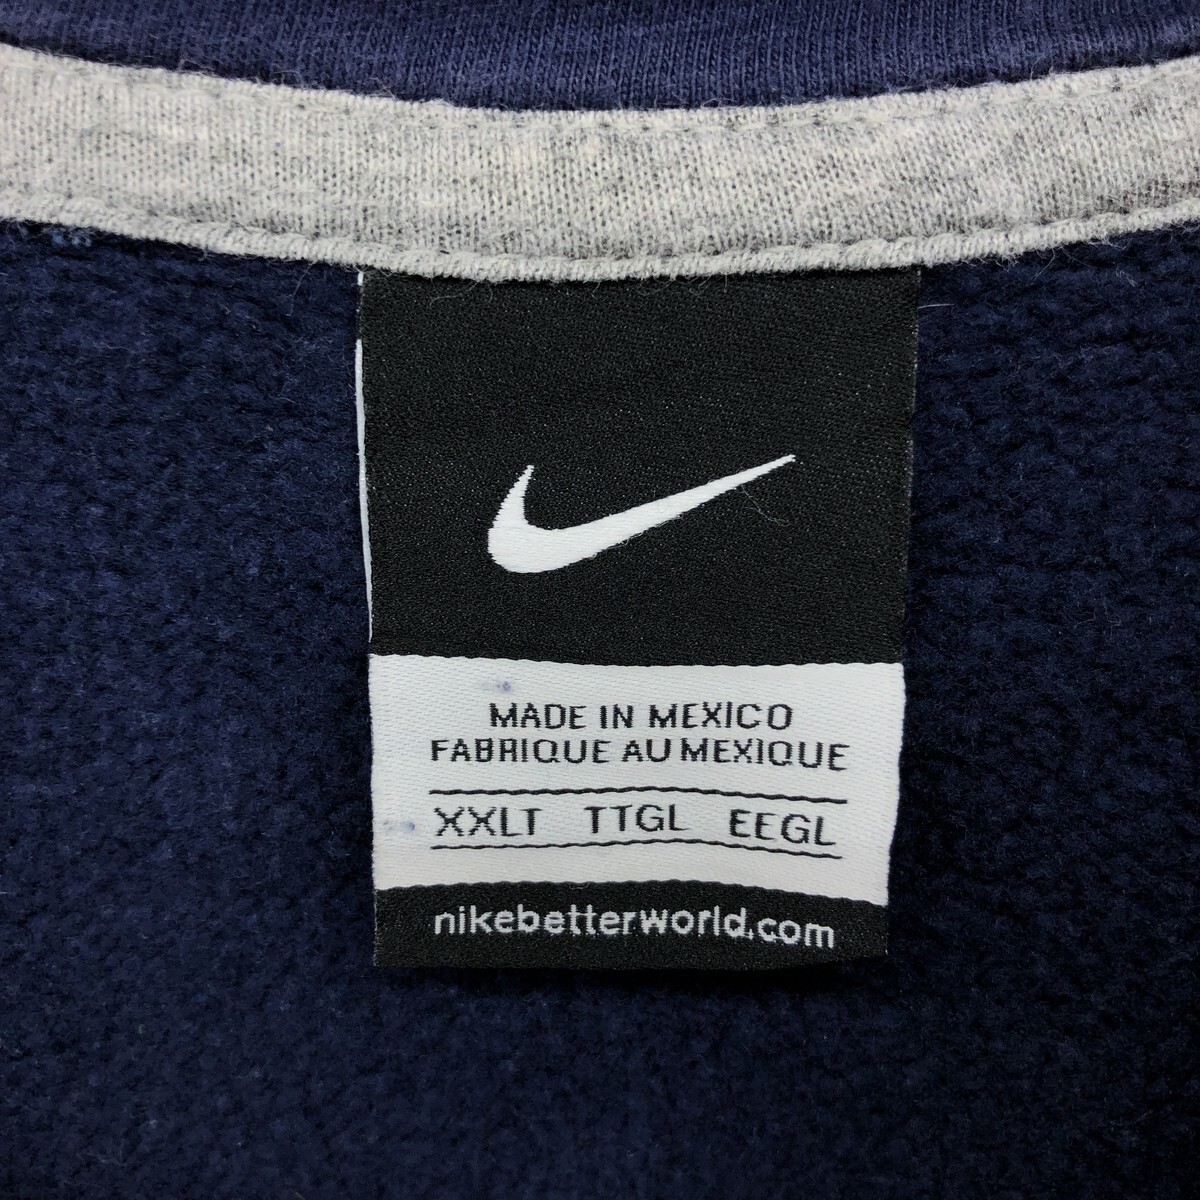 MADE IN MEXICO
FABRIQUE AU MEXIQUE
XXLT TTGL EEGL
nikebetterworld.com